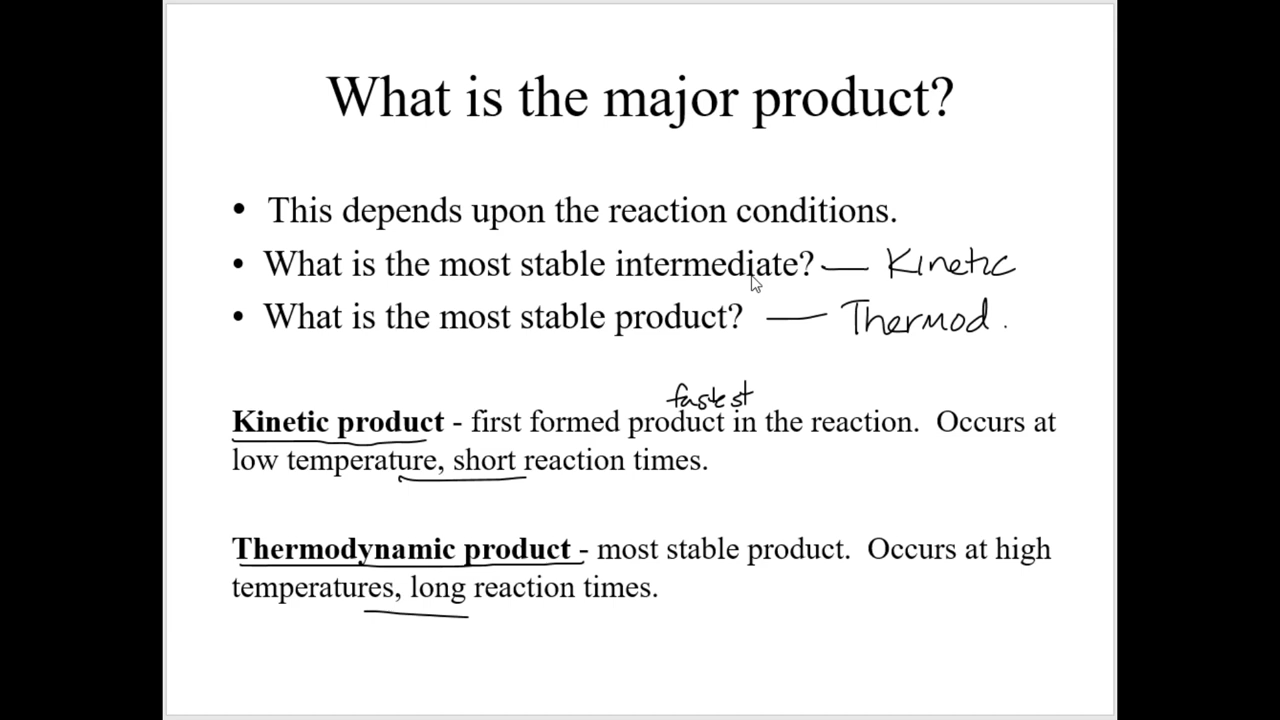 What is the major product?
• This depends upon the reaction conditions.
• What is the most stable intermediate? — Kinetic
• What is the most stable product? — Thermod.
fastest
Kinetic product - first formed product in the reaction. Occurs at
low temperature, short reaction times.
Thermodynamic product - most stable product. Occurs at high
temperatures, long reaction times.